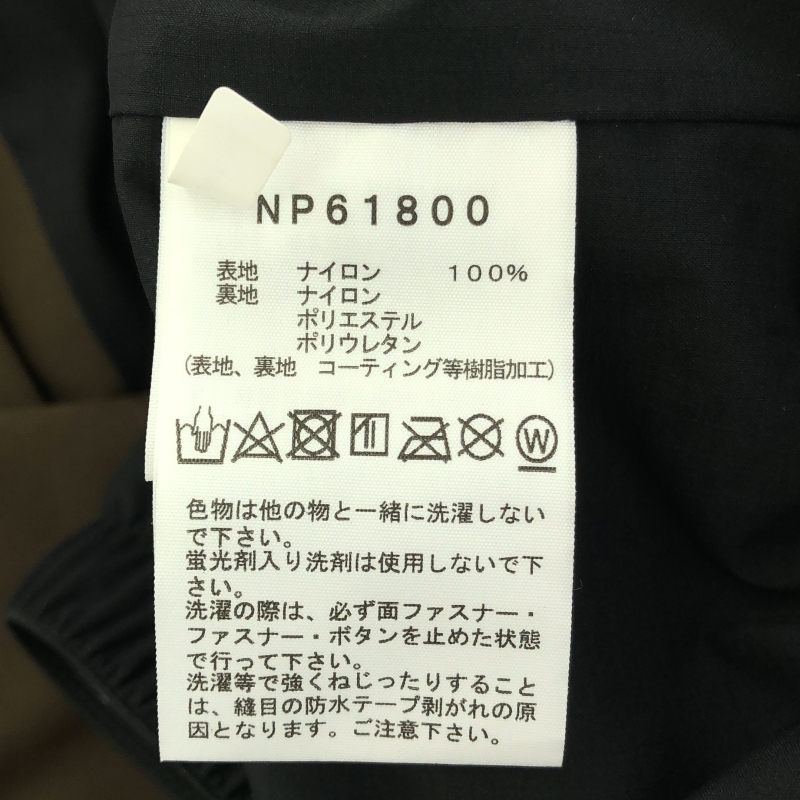 NP61800
表地 ナイロン 100%
裏地 ナイロン
ポリエステル
ポリウレタン
(表地、裏地 コーティング等樹脂加工)
W
色物は他の物と一緒に洗濯しない
で下さい。
蛍光剤入り洗剤は使用しないで下
さい。
洗濯の際は、必ず面ファスナー・
ファスナー・ボタンを止めた状態
で行って下さい。
洗濯等で強くねじったりすること
は、縫目の防水テープ剥がれの原
因となります。ご注意下さい。